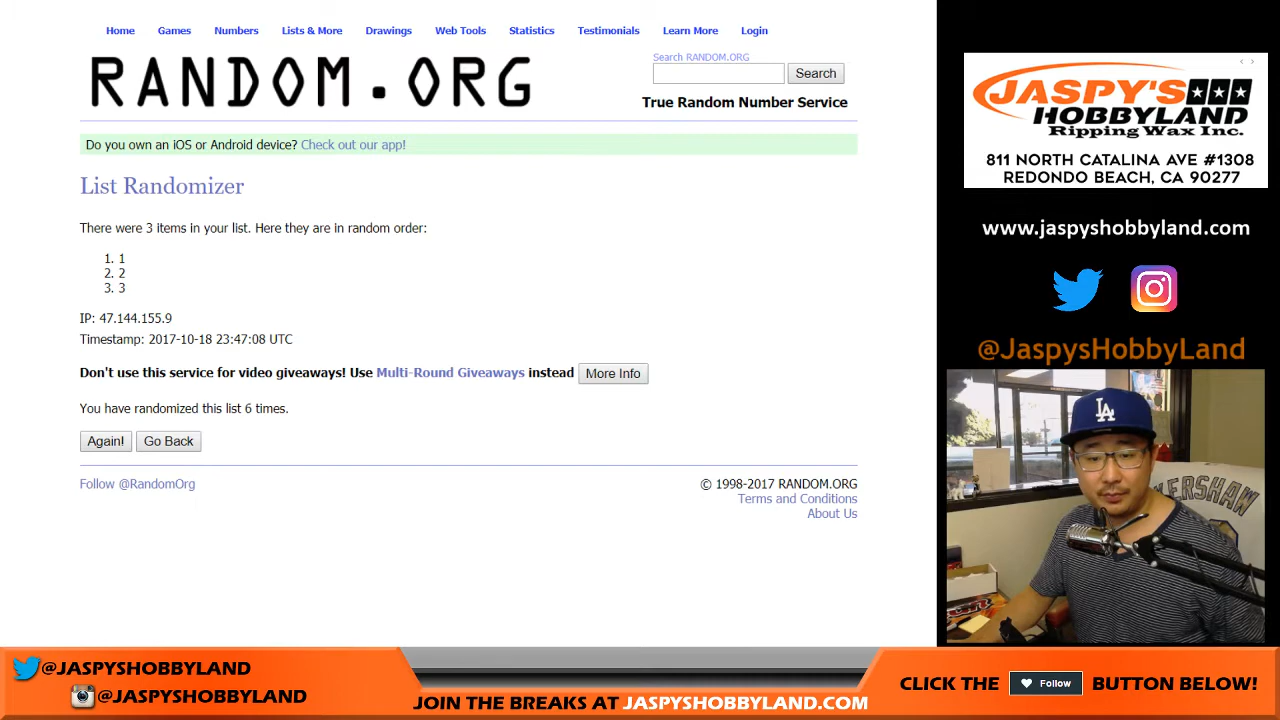 Home Games Numbers Lists & More Drawings Web Tools Statistics Testimonials Learn More Login
RANDOM.ORG
Search RANDOM.ORG
Search
True Random Number Service
Do you own an iOS or Android device? Check out our app!
List Randomizer
There were 3 items in your list. Here they are in random order:
1. 1
2. 2
3. 3
IP: 47.144.155.9
Timestamp: 2017-10-18 23:47:08 UTC
Don't use this service for video giveaways! Use Multi-Round Giveaways instead More Info
You have randomized this list 6 times.
Again! Go Back
Follow @RandomOrg
© 1998-2017 RANDOM.ORG
Terms and Conditions
About Us
JASPY'S
HOBBYLAND
Ripping Wax Inc.
811 NORTH CATALINA AVE #1308
REDONDO BEACH, CA 90277
www.jaspyshobbyland.com
@JaspysHobbyLand
LA
KERSHAW
@JASPYSHOBBYLAND
@JASPYSHOBBYLAND
JOIN THE BREAKS AT JASPYSHOBBYLAND.COM
CLICK THE Follow BUTTON BELOW!